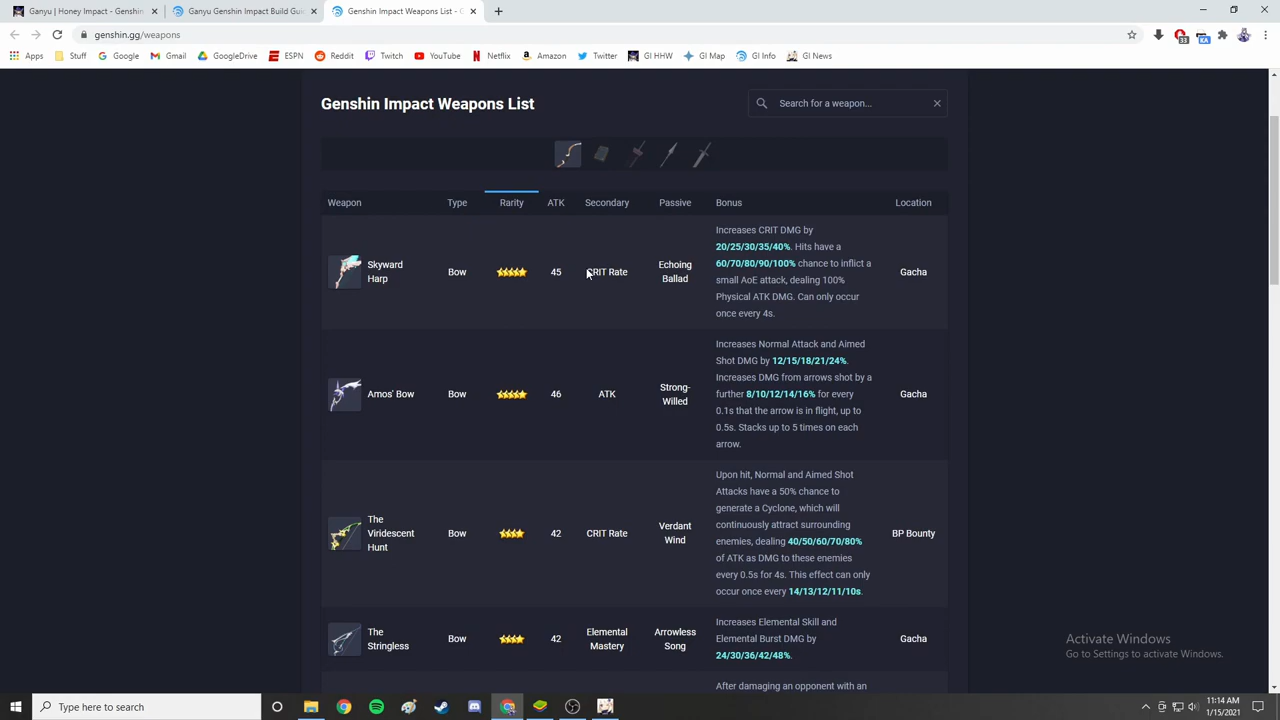 Ganyu | Honey Impact - Genshin
Ganyu Genshin Impact Build Guid
Genshin Impact Weapons List - G
genshin.gg/weapons
33
KA
Apps Stuff Google Gmail GoogleDrive ESPN Reddit Twitch YouTube Netflix Amazon Twitter GI HHW GI Map GI Info GI News
Genshin Impact Weapons List
Search for a weapon...
Weapon Type Rarity ATK Secondary Passive Bonus Location
Skyward
Harp
Bow
45
CRIT Rate
Echoing
Ballad
Increases CRIT DMG by
20/25/30/35/40%. Hits have a
60/70/80/90/100% chance to inflict a
small AoE attack, dealing 100%
Physical ATK DMG. Can only occur
once every 4s.
Gacha
Amos' Bow
Bow
46
ATK
Strong-
Willed
Increases Normal Attack and Aimed
Shot DMG by 12/15/18/21/24%.
Increases DMG from arrows shot by a
further 8/10/12/14/16% for every
0.1s that the arrow is in flight, up to
0.5s. Stacks up to 5 times on each
arrow.
Gacha
The
Viridescent
Hunt
Bow
42
CRIT Rate
Verdant
Wind
Upon hit, Normal and Aimed Shot
Attacks have a 50% chance to
generate a Cyclone, which will
continuously attract surrounding
enemies, dealing 40/50/60/70/80%
of ATK as DMG to these enemies
every 0.5s for 4s. This effect can only
occur once every 14/13/12/11/10s.
BP Bounty
The
Stringless
Bow
42
Elemental
Mastery
Arrowless
Song
Increases Elemental Skill and
Elemental Burst DMG by
24/30/36/42/48%.
Gacha
After damaging an opponent with an
Activate Windows
Go to Settings to activate Windows.
Type here to search
11:14 AM
1/15/2021